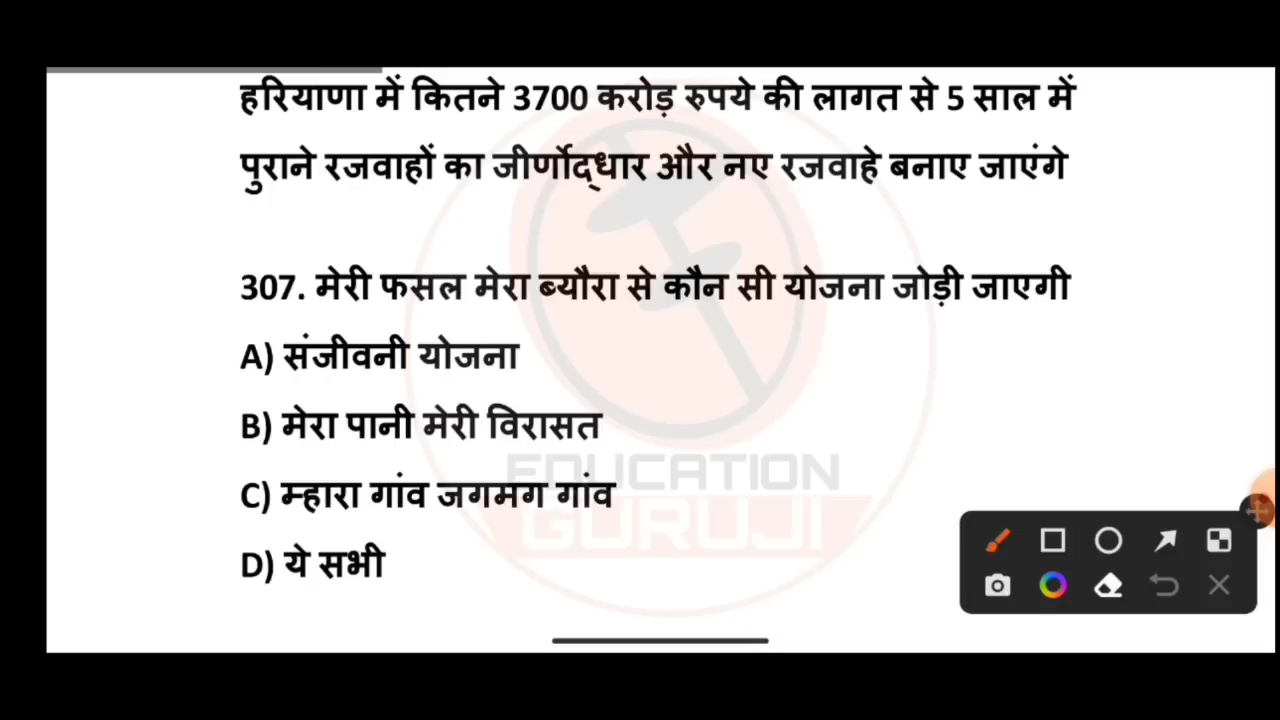 हरियाणा में कितने 3700 करोड़ रुपये की लागत से 5 साल में
पुराने रजवाहों का जीर्णोद्धार और नए रजवाहे बनाए जाएंगे
307. मेरी फसल मेरा ब्यौरा से कौन सी योजना जोड़ी जाएगी
A) संजीवनी योजना
B) मेरा पानी मेरी विरासत
C) म्हारा गांव जगमग गांव
D) ये सभी
EDUCATION
GURUJI